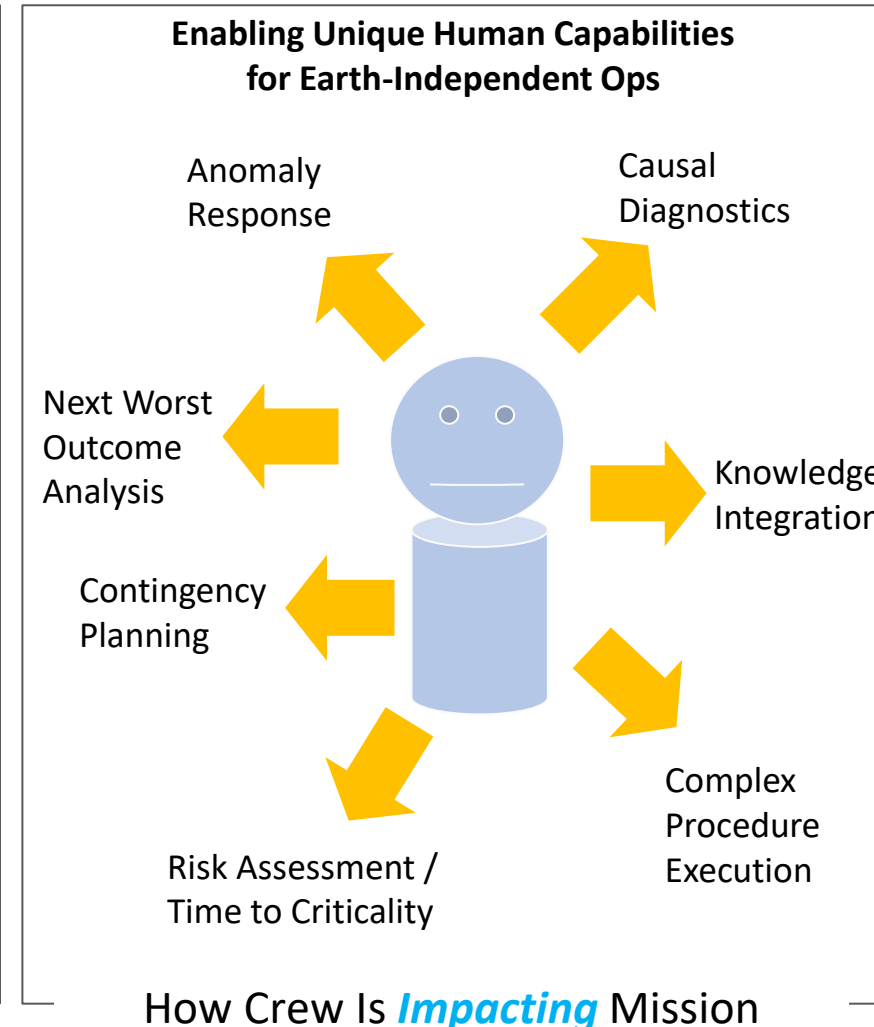 Enabling Unique Human Capabilities
for Earth-Independent Ops
Anomaly
Response
Causal
Diagnostics
Next Worst
Outcome
Analysis
Knowledge
Integration
Contingency
Planning
Complex
Procedure
Execution
Risk Assessment /
Time to Criticality
How Crew Is Impacting Mission